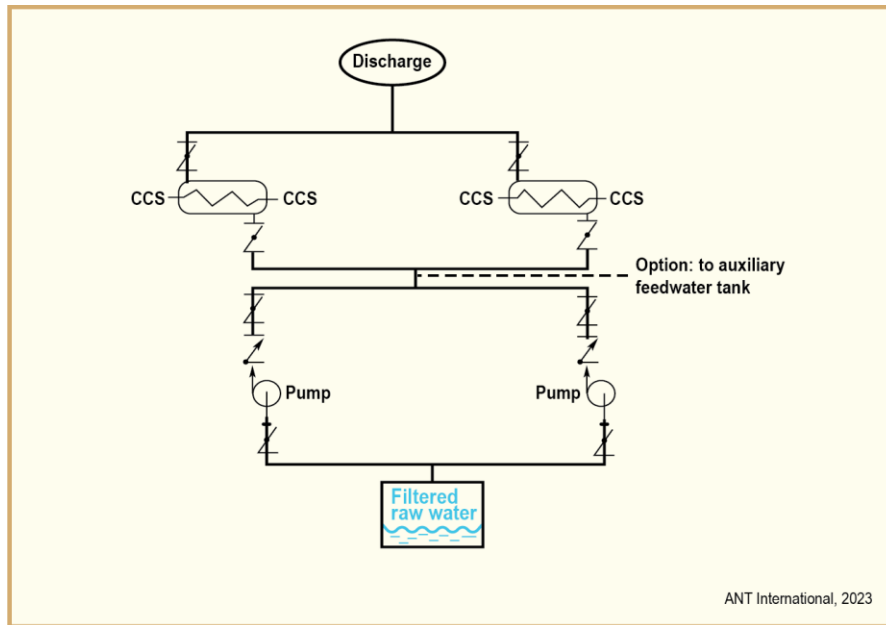 Discharge
CCS
CCS
CCS
CCS
Option: to auxiliary
feedwater tank
Pump
Pump
Filtered
raw water
ANT International, 2023